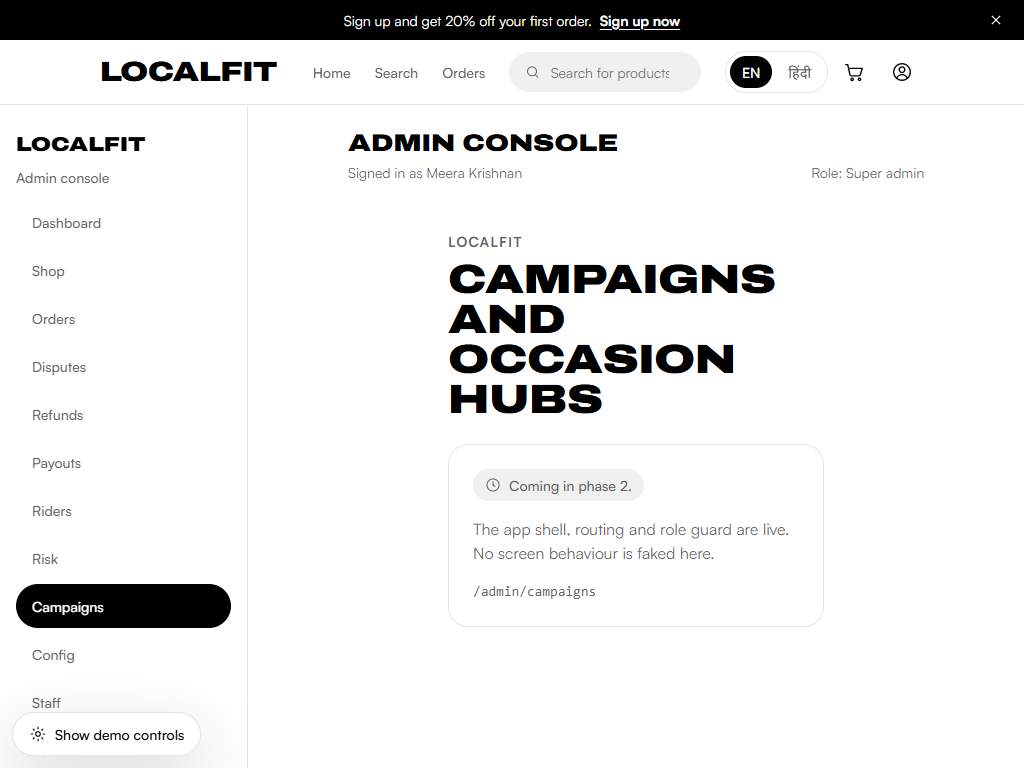 Sign up and get 20% off your first order. Sign up now
LOCALFIT
Home
Search
Orders
Search for products
EN
हिंदी
LOCALFIT
Admin console
Dashboard
Shop
Orders
Disputes
Refunds
Payouts
Riders
Risk
Campaigns
Config
Staff
Show demo controls
ADMIN CONSOLE
Signed in as Meera Krishnan
Role: Super admin
LOCALFIT
CAMPAIGNS
AND
OCCASION
HUBS
Coming in phase 2.
The app shell, routing and role guard are live.
No screen behaviour is faked here.
/admin/campaigns